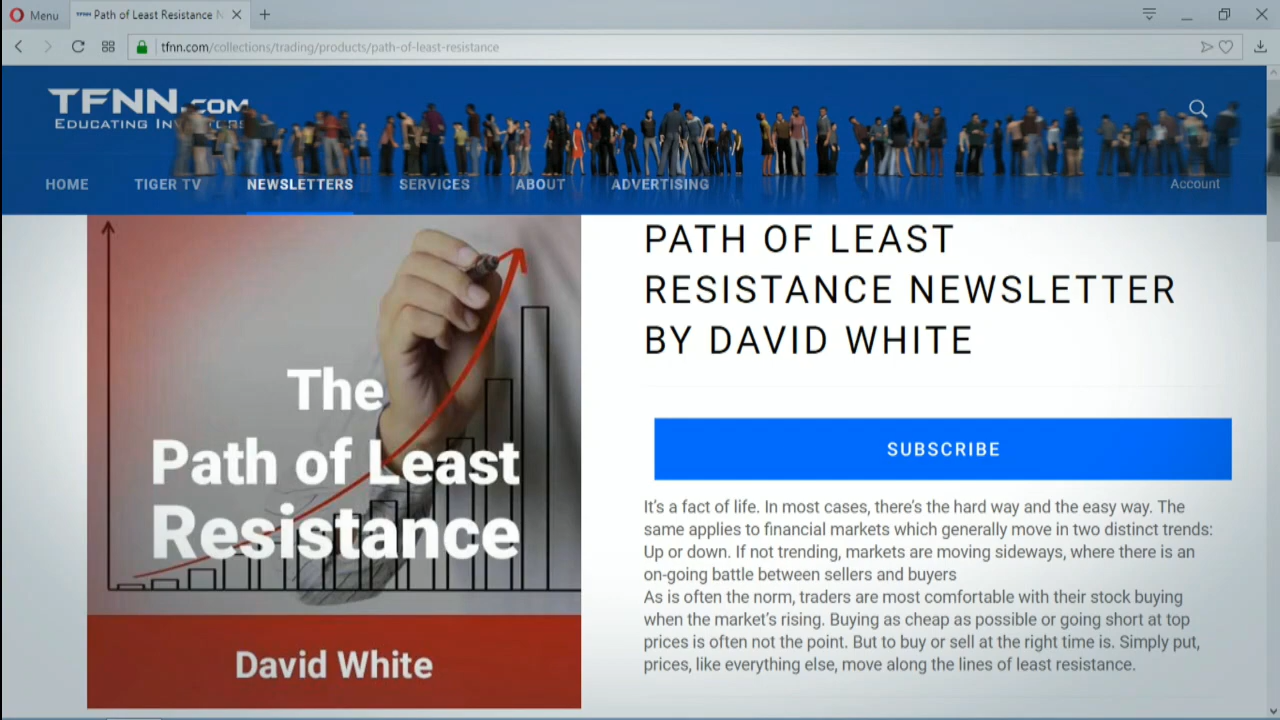 Menu
Path of Least Resistance N
tfnn.com/collections/trading/products/path-of-least-resistance
TFNN.COM
EDUCATING INVESTORS
HOME TIGER TV NEWSLETTERS SERVICES ABOUT ADVERTISING Account
The
Path of Least
Resistance
David White
PATH OF LEAST
RESISTANCE NEWSLETTER
BY DAVID WHITE
SUBSCRIBE
It's a fact of life. In most cases, there's the hard way and the easy way. The
same applies to financial markets which generally move in two distinct trends:
Up or down. If not trending, markets are moving sideways, where there is an
on-going battle between sellers and buyers
As is often the norm, traders are most comfortable with their stock buying
when the market's rising. Buying as cheap as possible or going short at top
prices is often not the point. But to buy or sell at the right time is. Simply put,
prices, like everything else, move along the lines of least resistance.